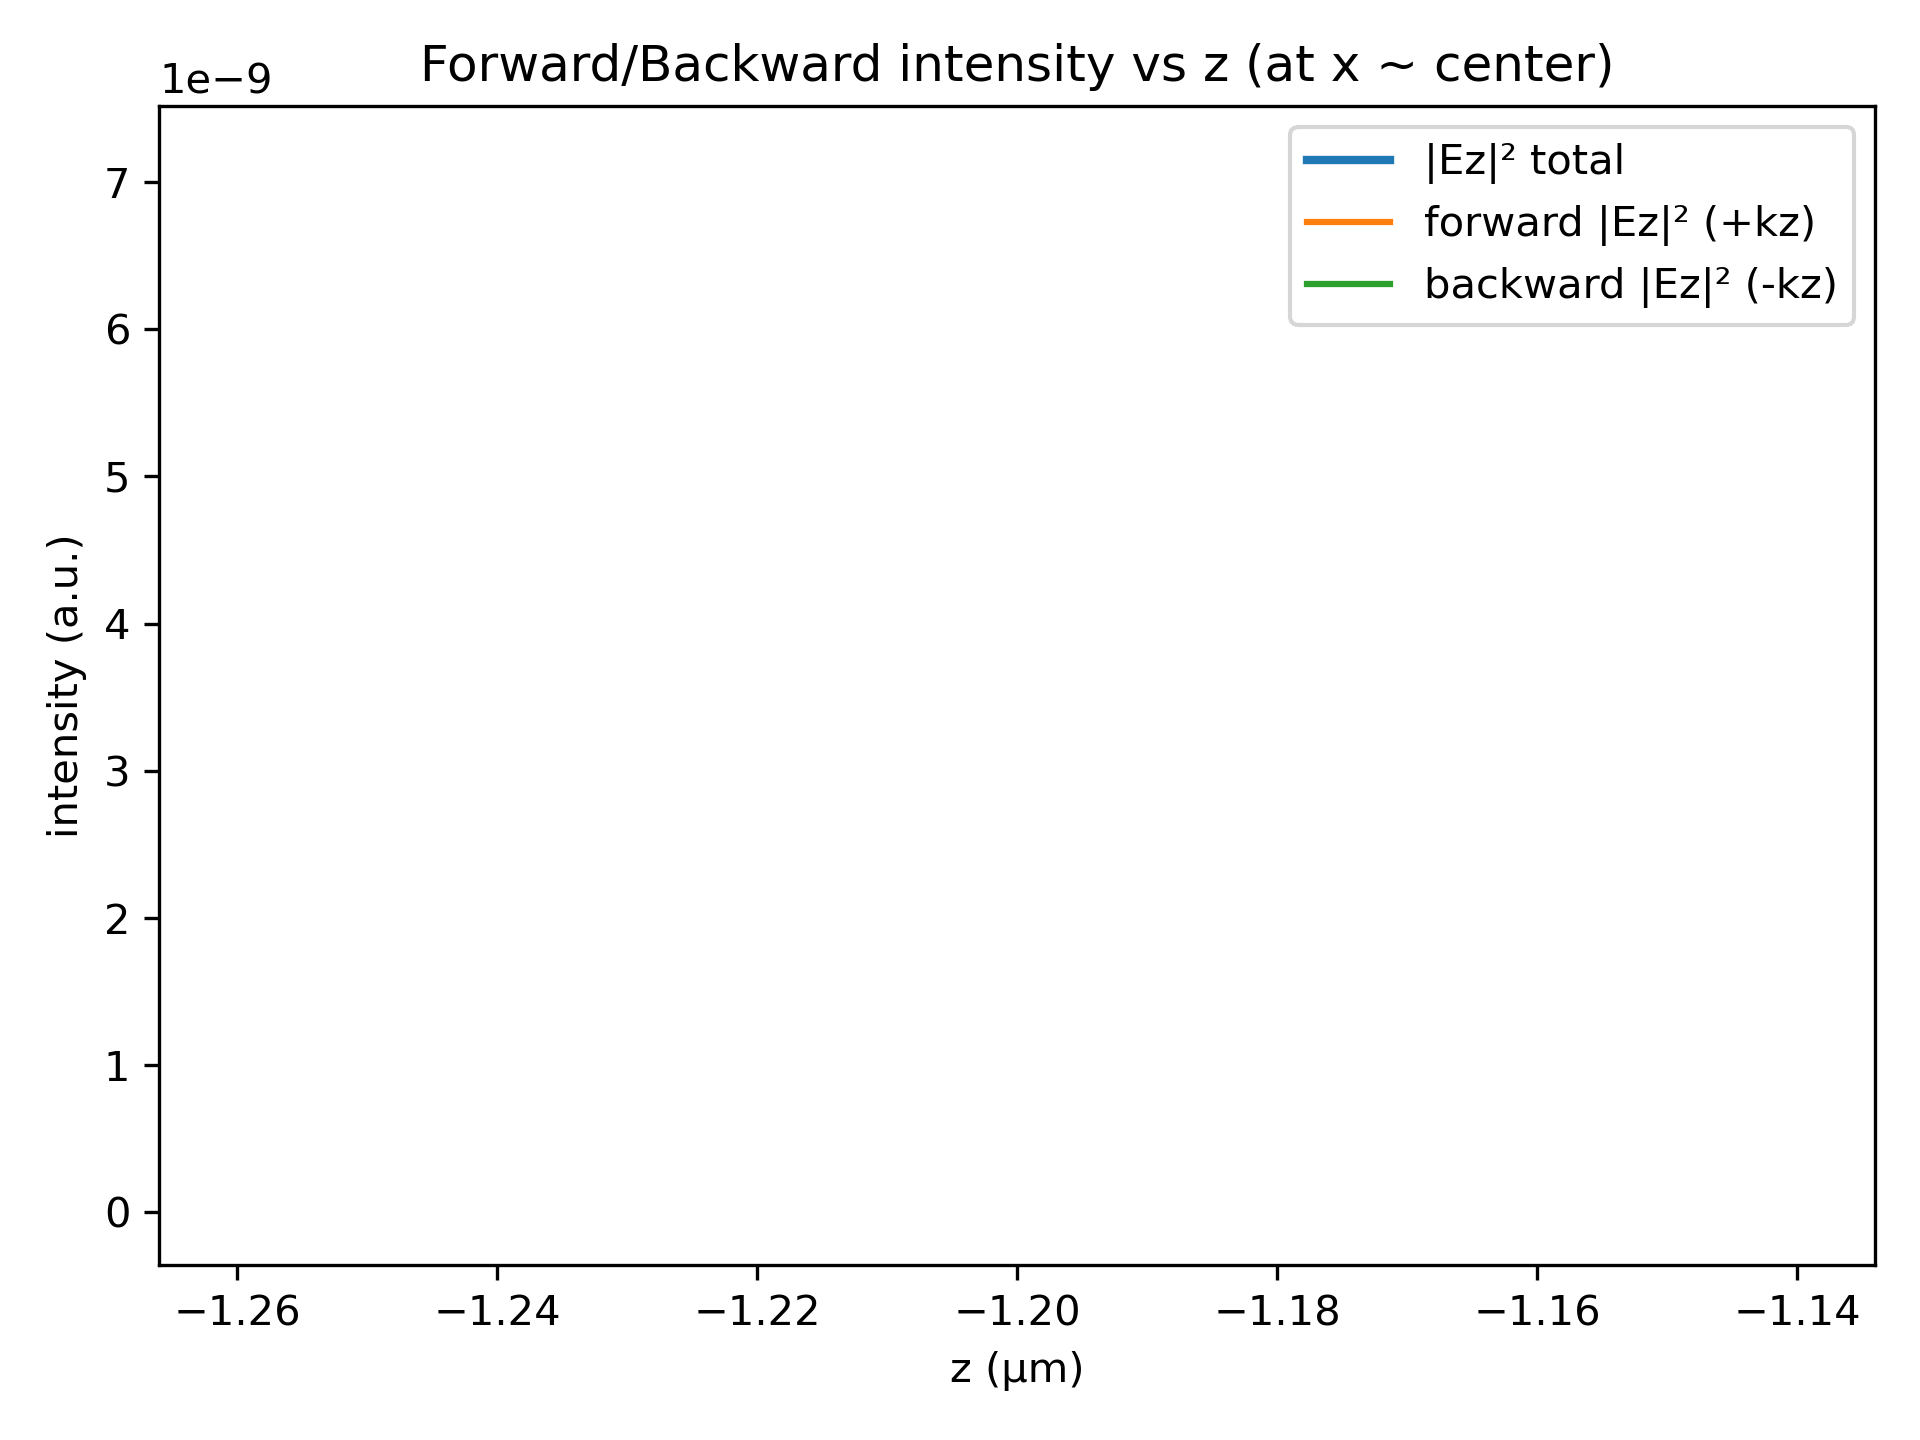 Forward/Backward intensity vs z (at x ~ center)
1e−9
|Ez|² total
forward |Ez|² (+kz)
backward |Ez|² (-kz)
7
6
5
4
3
2
1
0
intensity (a.u.)
−1.26 −1.24 −1.22 −1.20 −1.18 −1.16 −1.14
z (μm)